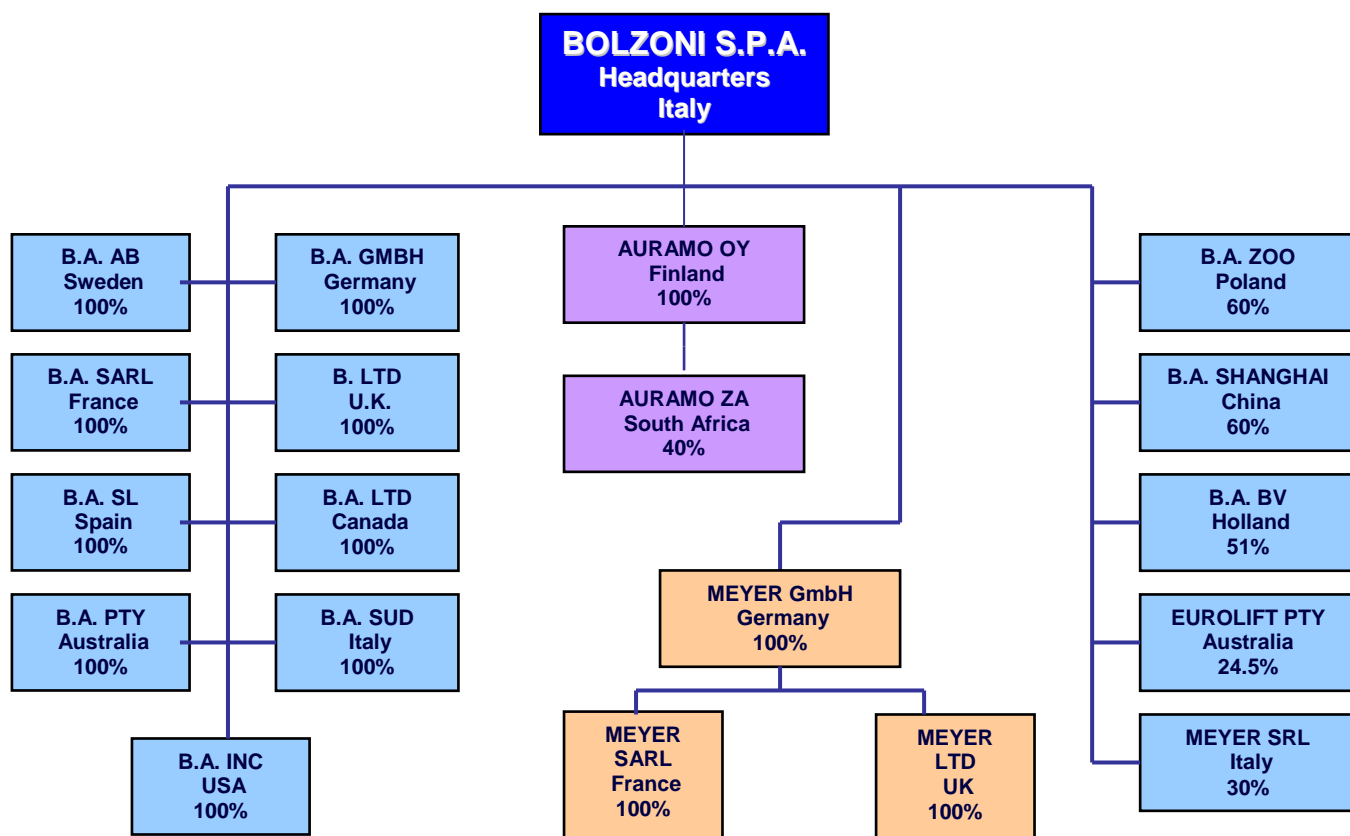 BOLZONI S.P.A.
Headquarters
Italy
B.A. AB
Sweden
100%
B.A. GMBH
Germany
100%
AURAMO OY
Finland
100%
B.A. ZOO
Poland
60%
B.A. SARL
France
100%
B. LTD
U.K.
100%
AURAMO ZA
South Africa
40%
B.A. SHANGHAI
China
60%
B.A. SL
Spain
100%
B.A. LTD
Canada
100%
B.A. BV
Holland
51%
B.A. PTY
Australia
100%
B.A. SUD
Italy
100%
MEYER GmbH
Germany
100%
EUROLIFT PTY
Australia
24.5%
B.A. INC
USA
100%
MEYER
SARL
France
100%
MEYER
LTD
UK
100%
MEYER SRL
Italy
30%